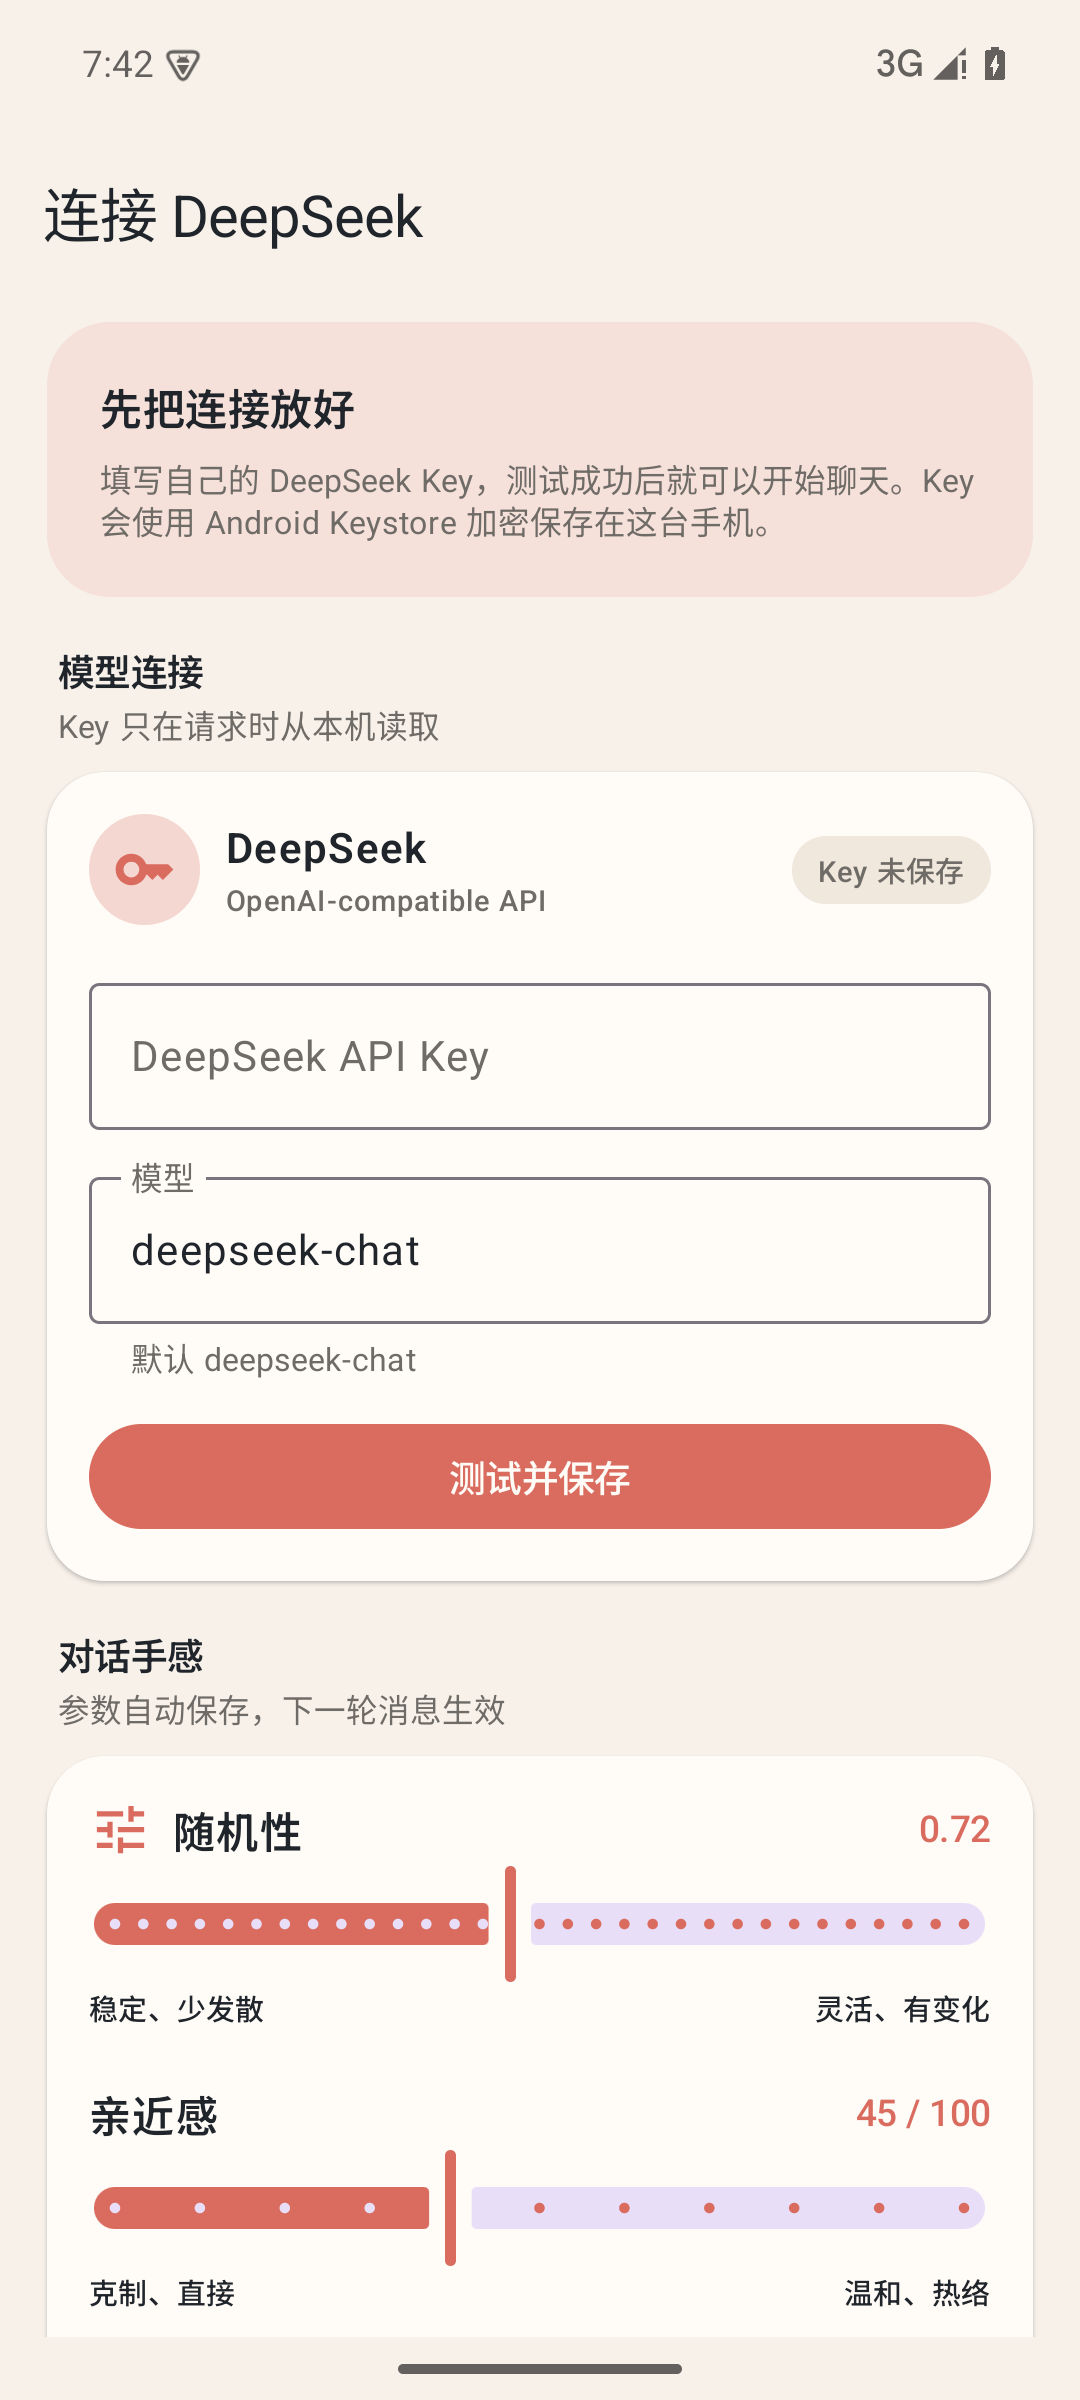 7:42
3G
连接 DeepSeek
先把连接放好
填写自己的 DeepSeek Key，测试成功后就可以开始聊天。Key
会使用 Android Keystore 加密保存在这台手机。
模型连接
Key 只在请求时从本机读取
DeepSeek
OpenAI-compatible API
Key 未保存
DeepSeek API Key
模型
deepseek-chat
默认 deepseek-chat
测试并保存
对话手感
参数自动保存，下一轮消息生效
随机性
0.72
稳定、少发散
灵活、有变化
亲近感
45 / 100
克制、直接
温和、热络